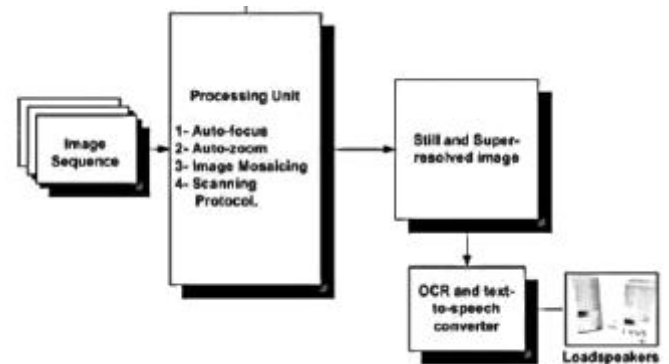 Image
Sequence
Processing Unit
1- Auto-focus
2- Auto-zoom
3- Image Mosaicing
4- Scanning
Protocol.
Still and Super-
resolved image
OCR and text-
to-speech
converter
Loadspeakers